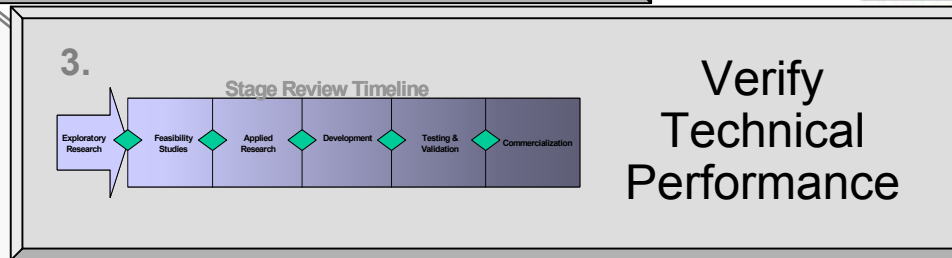 3.
Stage Review Timeline
Exploratory
Research
Feasibility
Studies
Applied
Research
Development
Testing &
Validation
Commercialization
Verify
Technical
Performance